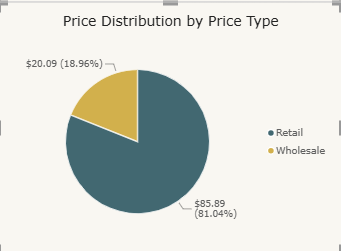 Price Distribution by Price Type
$20.09 (18.96%)
Retail
Wholesale
$85.89
(81.04%)